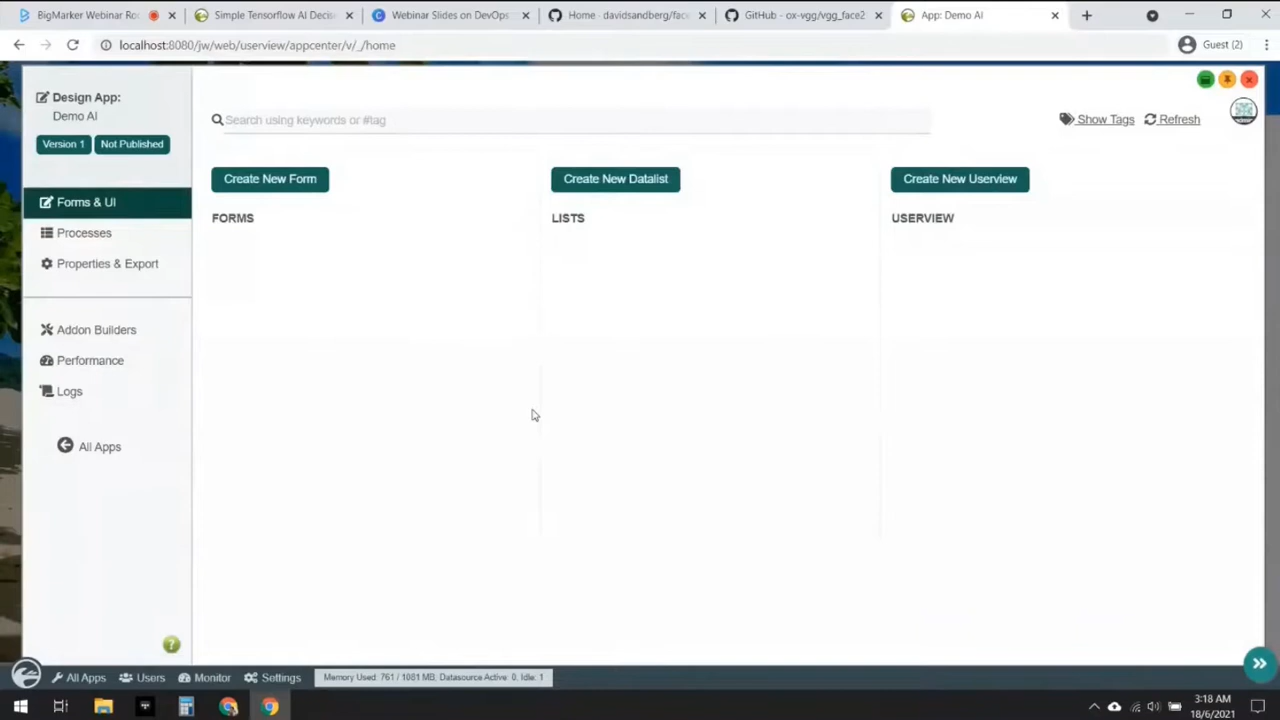 BigMarker Webinar Ro
Simple Tensorflow AI Decis
Webinar Slides on DevOps
Home · davidsandberg/face
GitHub - ox-vgg/vgg_face2
App: Demo AI
localhost:8080/jw/web/userview/appcenter/v/_/home
Guest (2)
Design App:
Demo AI
Version 1 Not Published
Search using keywords or #tag
Show Tags Refresh
Create New Form
Create New Datalist
Create New Userview
FORMS
LISTS
USERVIEW
Forms & UI
Processes
Properties & Export
Addon Builders
Performance
Logs
All Apps
?
All Apps Users Monitor Settings
Memory Used: 761 / 1081 MB, Datasource Active 0, Idle: 1
3:18 AM
18/6/2021